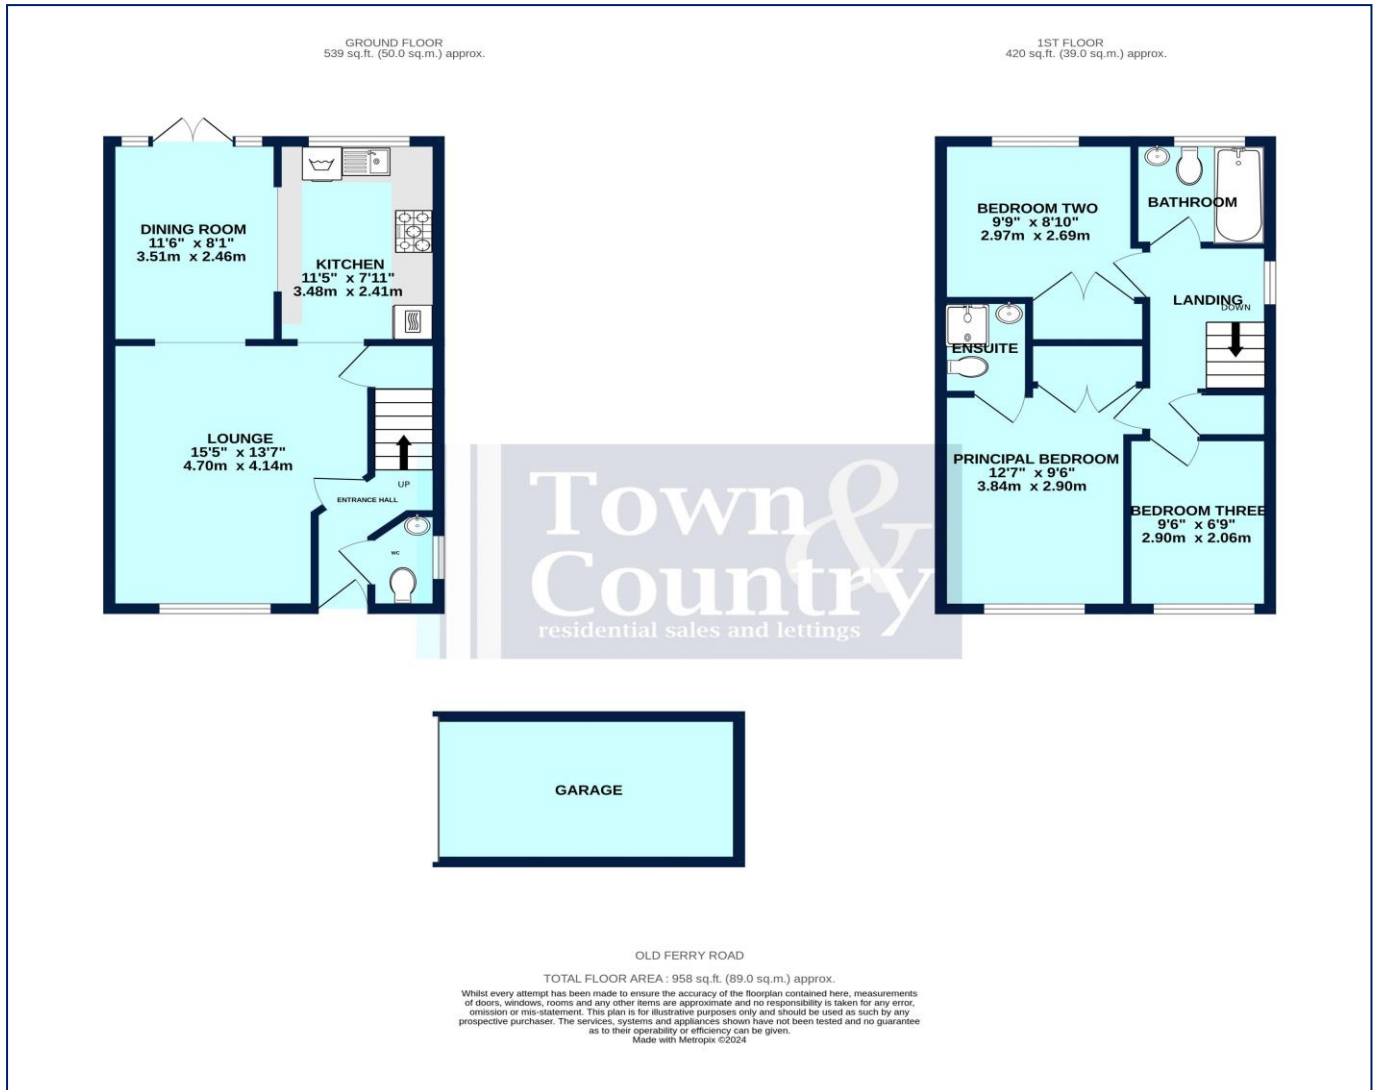 GROUND FLOOR
539 sq.ft. (50.0 sq.m.) approx.
1ST FLOOR
420 sq.ft. (39.0 sq.m.) approx.
DINING ROOM
11'6" x 8'1"
3.51m x 2.46m
KITCHEN
11'5" x 7'11"
3.48m x 2.41m
LOUNGE
15'5" x 13'7"
4.70m x 4.14m
UP
ENTRANCE HALL
WC
BEDROOM TWO
9'9" x 8'10"
2.97m x 2.69m
BATHROOM
LANDING
DOWN
ENSUITE
PRINCIPAL BEDROOM
12'7" x 9'6"
3.84m x 2.90m
BEDROOM THREE
9'6" x 6'9"
2.90m x 2.06m
Town &
Country
residential sales and lettings
GARAGE
OLD FERRY ROAD
TOTAL FLOOR AREA : 958 sq.ft. (89.0 sq.m.) approx.
Whilst every attempt has been made to ensure the accuracy of the floorplan contained here, measurements
of doors, windows, rooms and any other items are approximate and no responsibility is taken for any error,
omission or mis-statement. This plan is for illustrative purposes only and should be used as such by any
prospective purchaser. The services, systems and appliances shown have not been tested and no guarantee
as to their operability or efficiency can be given.
Made with Metropix ©2024